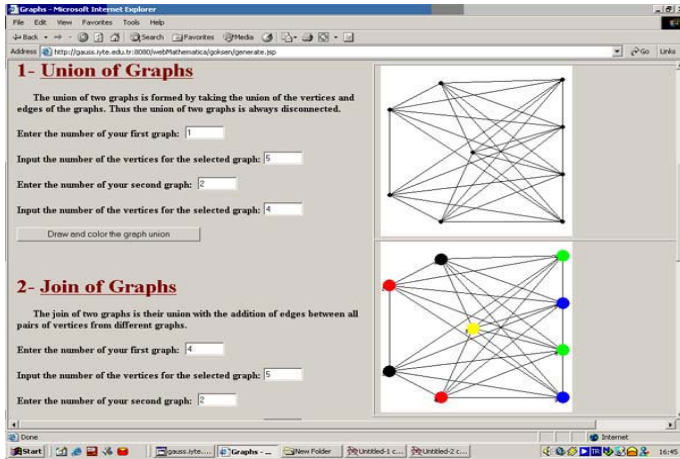 Graphs - Microsoft Internet Explorer
File Edit View Favorites Tools Help
Back Search Favorites Media
Address http://gauss.iyte.edu.tr:8080/webMathematica/goksen/generate.jsp Go Links
1- Union of Graphs
The union of two graphs is formed by taking the union of the vertices and
edges of the graphs. Thus the union of two graphs is always disconnected.
Enter the number of your first graph: 1
Input the number of the vertices for the selected graph: 5
Enter the number of your second graph: 2
Input the number of the vertices for the selected graph: 4
Draw and color the graph union
2- Join of Graphs
The join of two graphs is their union with the addition of edges between all
pairs of vertices from different graphs.
Enter the number of your first graph: 4
Input the number of the vertices for the selected graph: 5
Enter the number of your second graph: 2
Done Internet
Start gauss.iyte.... Graphs - ... New Folder Untitled-1 c... Untitled-2 c... TR 16:45